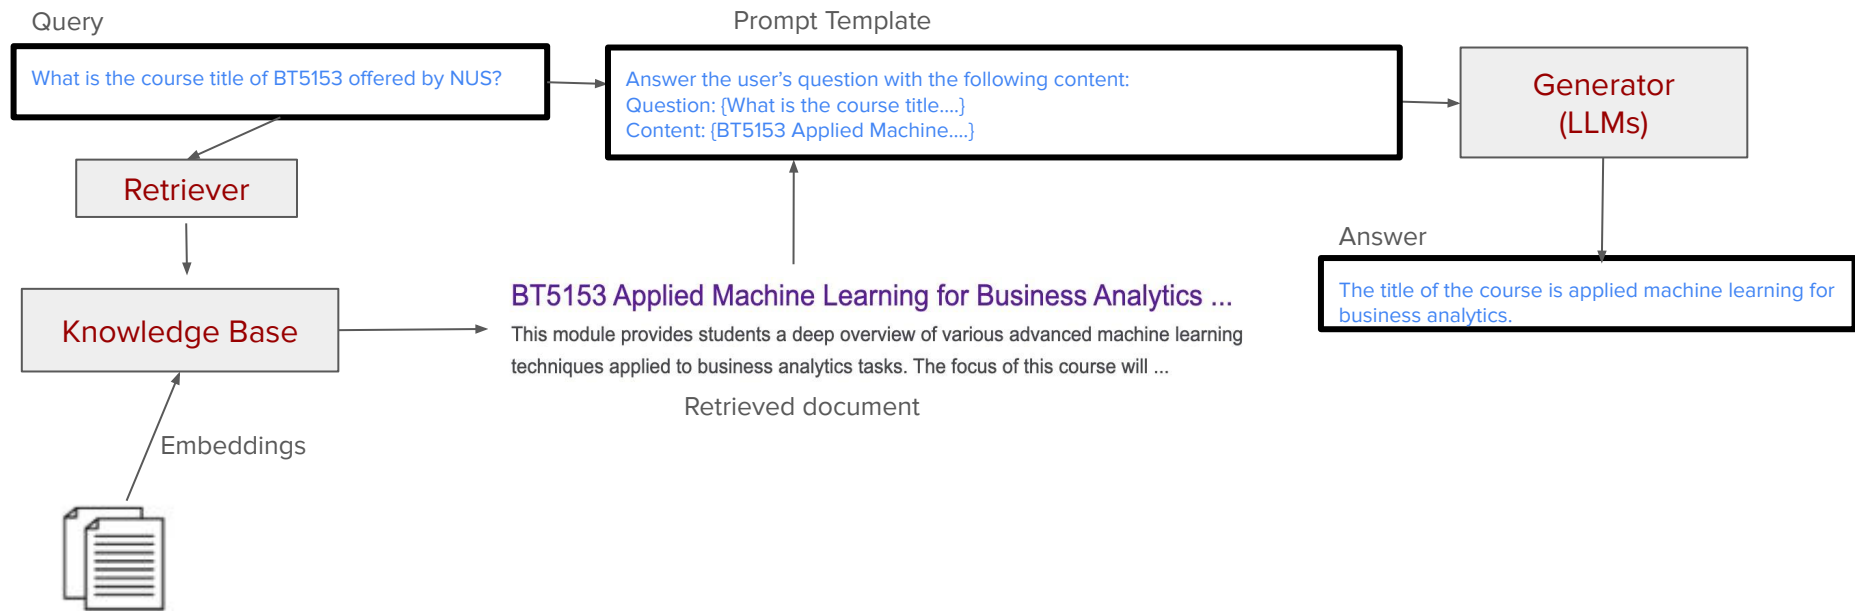 Query
What is the course title of BT5153 offered by NUS?
Prompt Template
Answer the user’s question with the following content:
Question: {What is the course title....}
Content: {BT5153 Applied Machine....}
Generator
(LLMs)
Retriever
Knowledge Base
Embeddings
BT5153 Applied Machine Learning for Business Analytics ...
This module provides students a deep overview of various advanced machine learning
techniques applied to business analytics tasks. The focus of this course will ...
Retrieved document
Answer
The title of the course is applied machine learning for
business analytics.